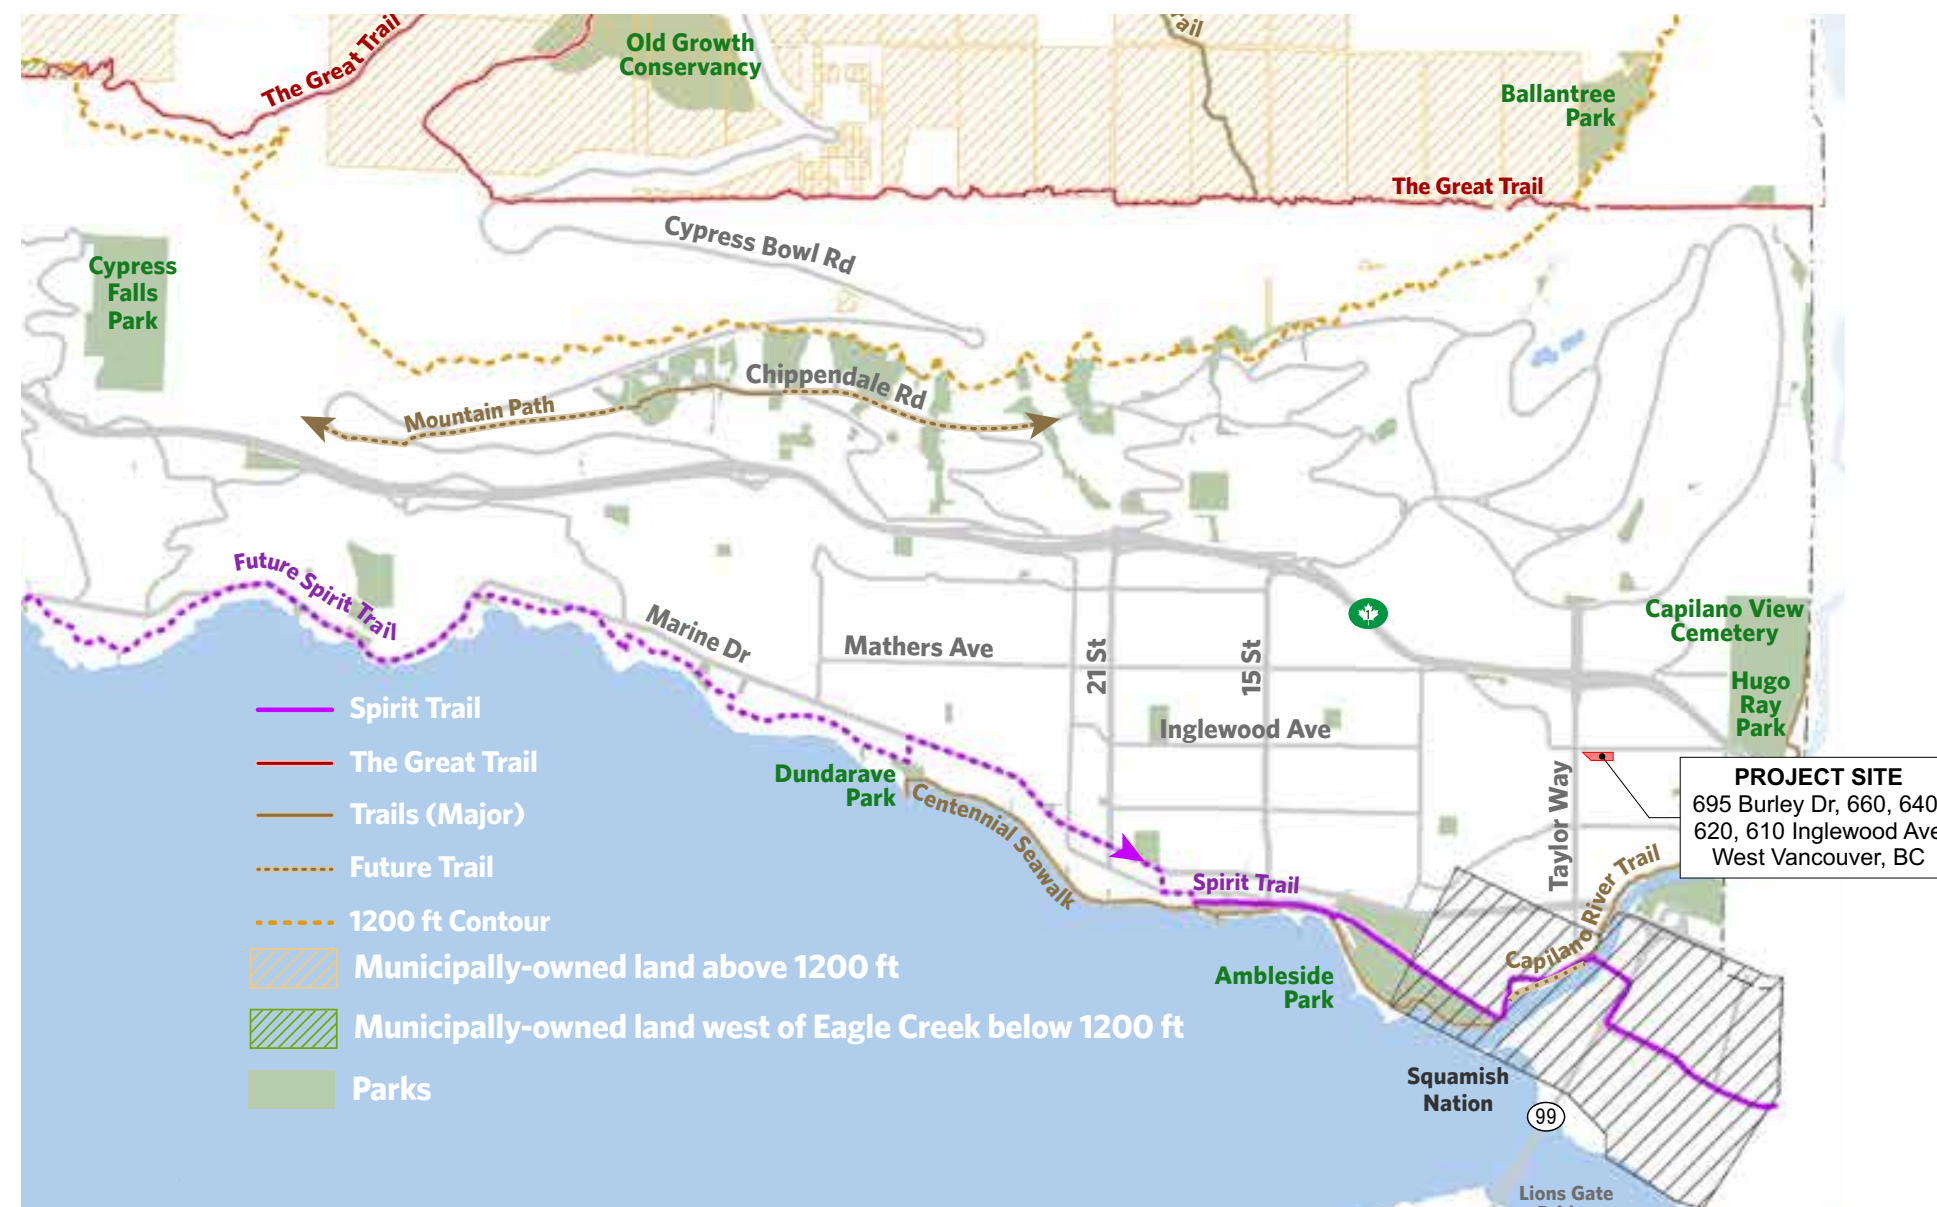 The Great Trail
Old Growth
Conservancy
rail
Ballantree
Park
The Great Trail
Cypress Bowl Rd
Cypress
Falls
Park
Chippendale Rd
Mountain Path
Future Spirit Trail
Marine Dr
Mathers Ave
21 St
15 St
1
Capilano View
Cemetery
Hugo
Ray
Park
Inglewood Ave
Spirit Trail
The Great Trail
Trails (Major)
Future Trail
1200 ft Contour
Municipally-owned land above 1200 ft
Municipally-owned land west of Eagle Creek below 1200 ft
Parks
Dundarave
Park
Centennial Seawalk
Taylor Way
PROJECT SITE
695 Burley Dr, 660, 640
620, 610 Inglewood Ave
West Vancouver, BC
Spirit Trail
Capilano River Trail
Ambleside
Park
Squamish
Nation
99
Lions Gate